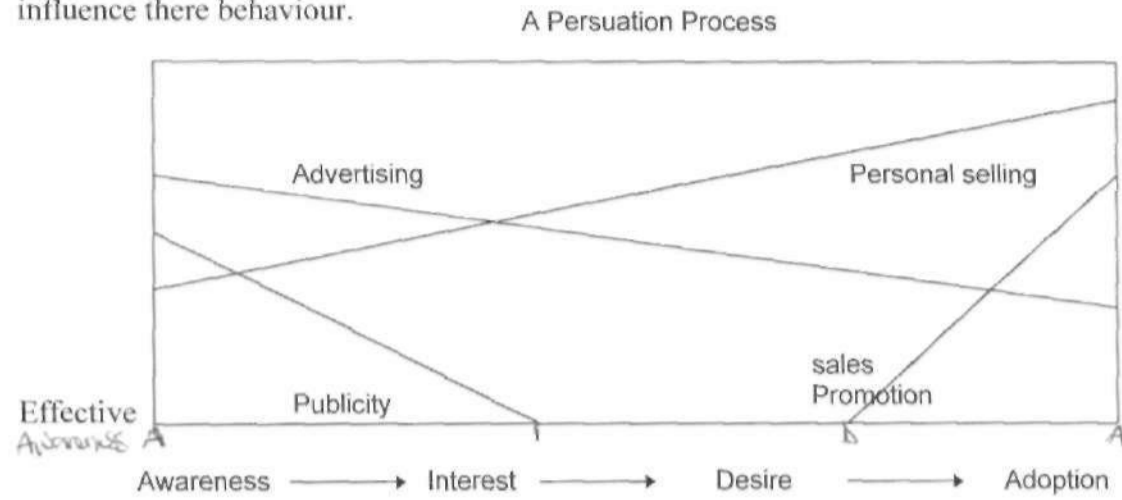 influence there behaviour.
A Persuation Process
Advertising
Personal selling
sales
Promotion
Publicity
Effective
A I D A
Awareness Interest Desire Adoption